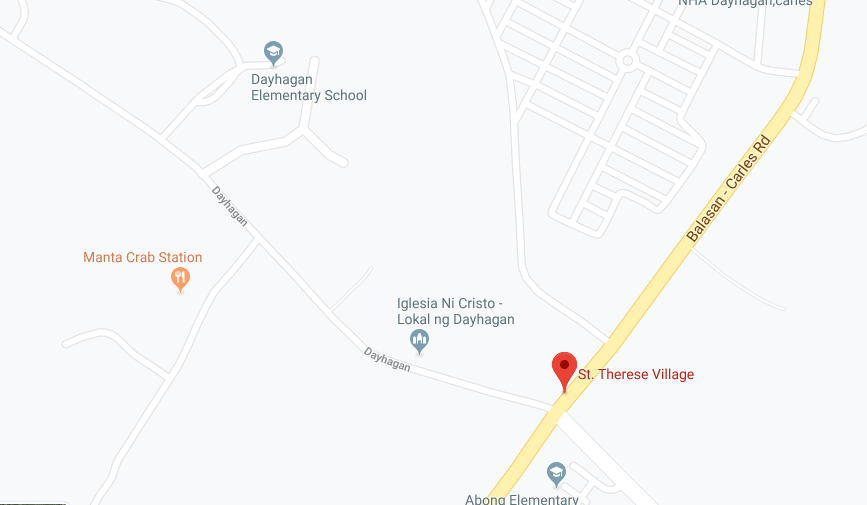 NHA Dayhagan,carles
Dayhagan
Elementary School
Balasan - Carles Rd
Dayhagan
Manta Crab Station
Iglesia Ni Cristo -
Lokal ng Dayhagan
Dayhagan
St. Therese Village
Abong Elementary